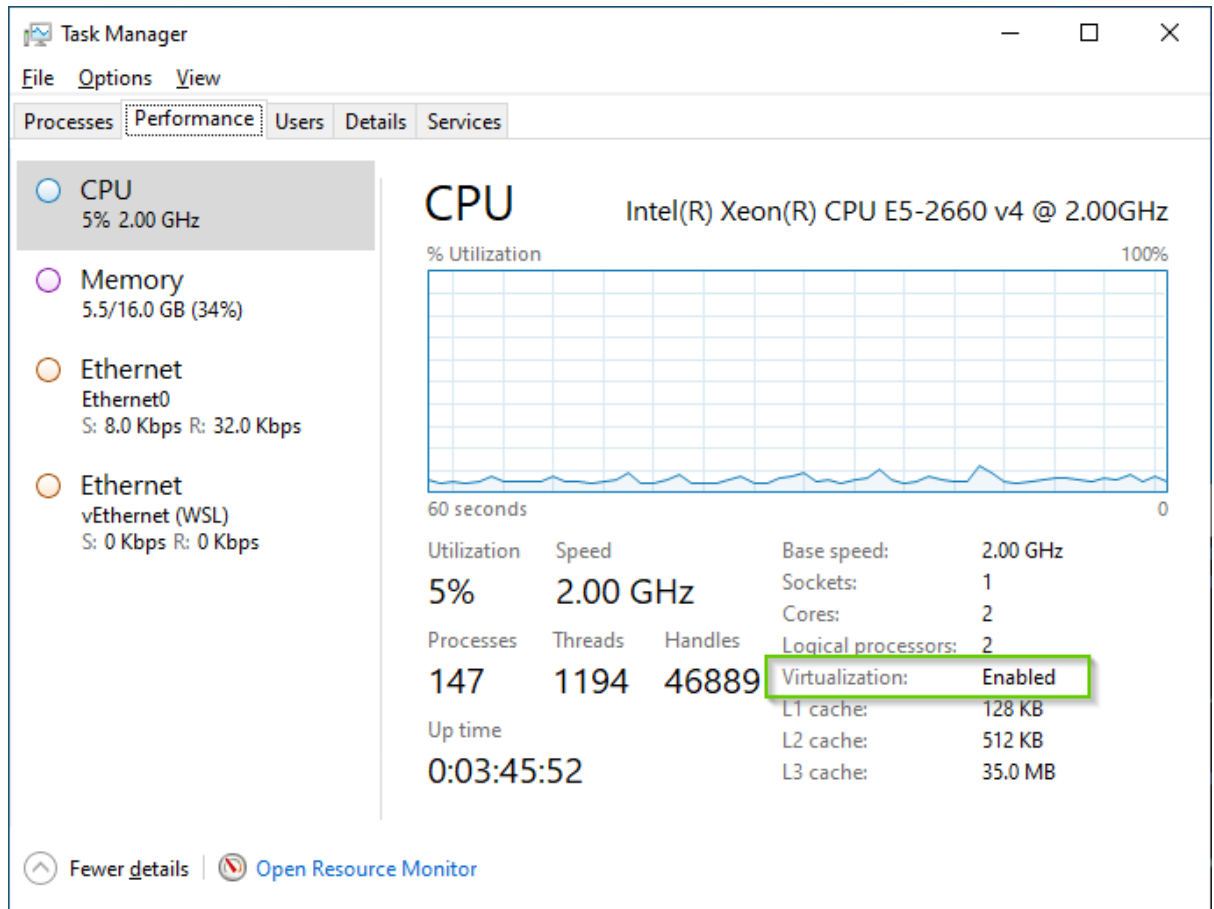 Task Manager
File Options View
Processes Performance Users Details Services
CPU
5% 2.00 GHz
Memory
5.5/16.0 GB (34%)
Ethernet
Ethernet0
S: 8.0 Kbps R: 32.0 Kbps
Ethernet
vEthernet (WSL)
S: 0 Kbps R: 0 Kbps
CPU Intel(R) Xeon(R) CPU E5-2660 v4 @ 2.00GHz
% Utilization 100%
60 seconds 0
Utilization Speed
5% 2.00 GHz
Processes Threads Handles
147 1194 46889
Up time
0:03:45:52
Base speed: 2.00 GHz
Sockets: 1
Cores: 2
Logical processors: 2
Virtualization: Enabled
L1 cache: 128 KB
L2 cache: 512 KB
L3 cache: 35.0 MB
Fewer details Open Resource Monitor